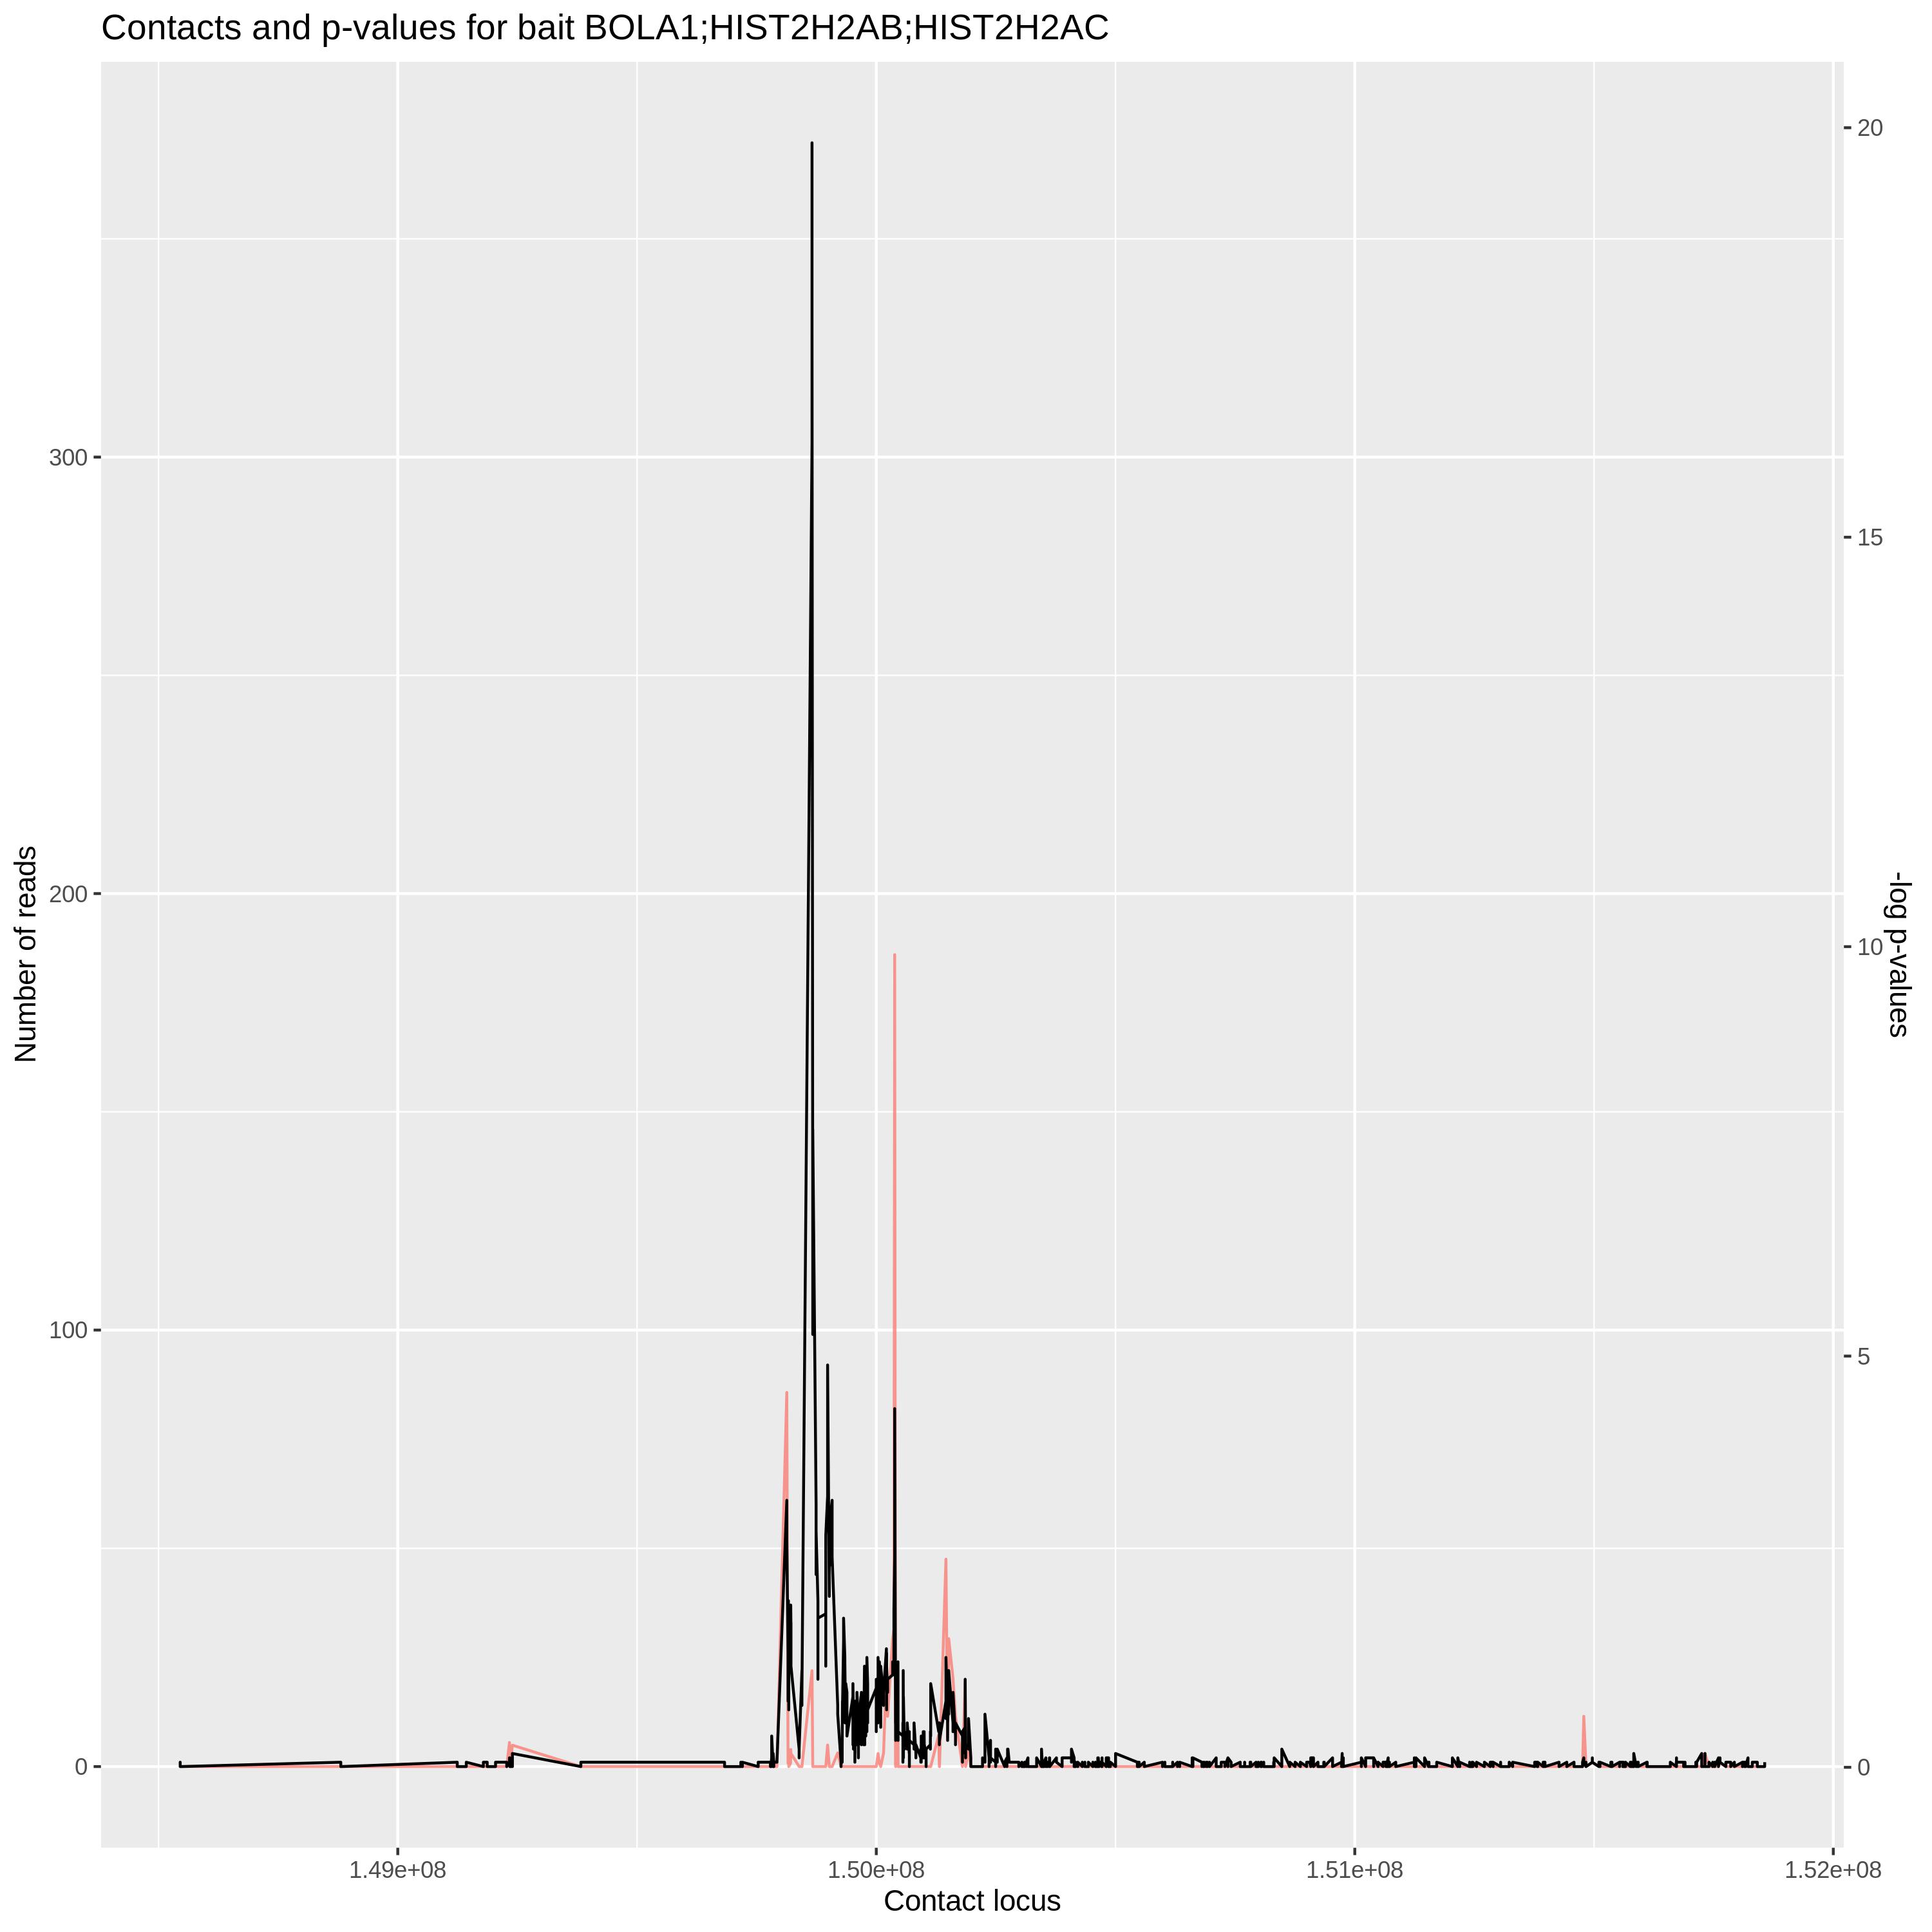 Contacts and p-values for bait BOLA1;HIST2H2AB;HIST2H2AC
Number of reads
300
200
100
0
20
15
10
5
0
-log p-values
1.49e+08
1.50e+08
1.51e+08
1.52e+08
Contact locus